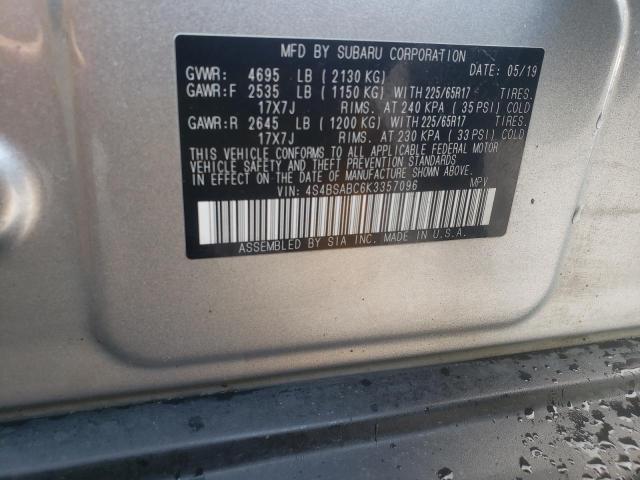 MFD BY SUBARU CORPORATION
GVWR: 4695 LB ( 2130 KG) DATE: 05/19
GAWR:F 2535 LB ( 1150 KG) WITH 225/65R17 TIRES.
17X7J RIMS. AT 240 KPA ( 35 PSI) COLD
GAWR:R 2645 LB ( 1200 KG) WITH 225/65R17 TIRES.
17X7J RIMS. AT 230 KPA ( 33 PSI) COLD
THIS VEHICLE CONFORMS TO ALL APPLICABLE FEDERAL MOTOR
VEHICLE SAFETY AND THEFT PREVENTION STANDARDS
IN EFFECT ON THE DATE OF MANUFACTURE SHOWN ABOVE.
VIN: 4S4BSABC6K3357096 MPV
ASSEMBLED BY SIA INC. MADE IN U.S.A.